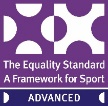 The Equality Standard
A Framework for Sport
ADVANCED